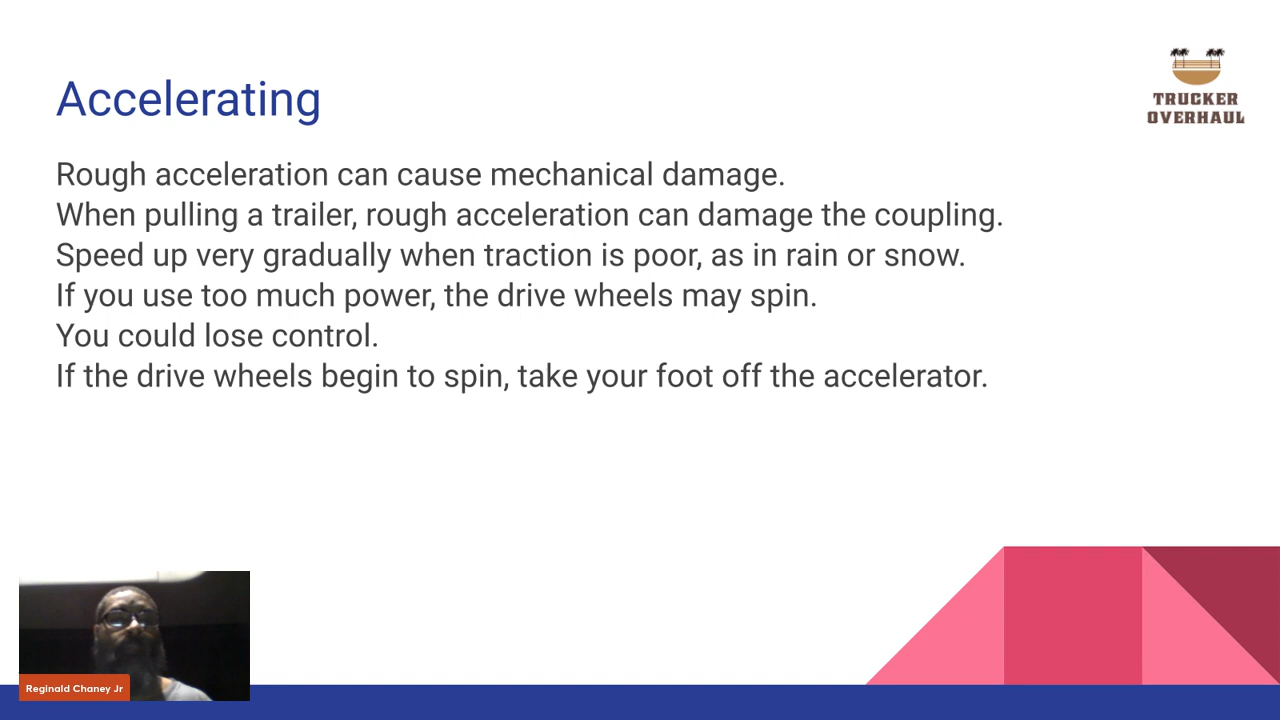 Accelerating
TRUCKER
OVERHAUL
Rough acceleration can cause mechanical damage.
When pulling a trailer, rough acceleration can damage the coupling.
Speed up very gradually when traction is poor, as in rain or snow.
If you use too much power, the drive wheels may spin.
You could lose control.
If the drive wheels begin to spin, take your foot off the accelerator.
Reginald Chaney Jr